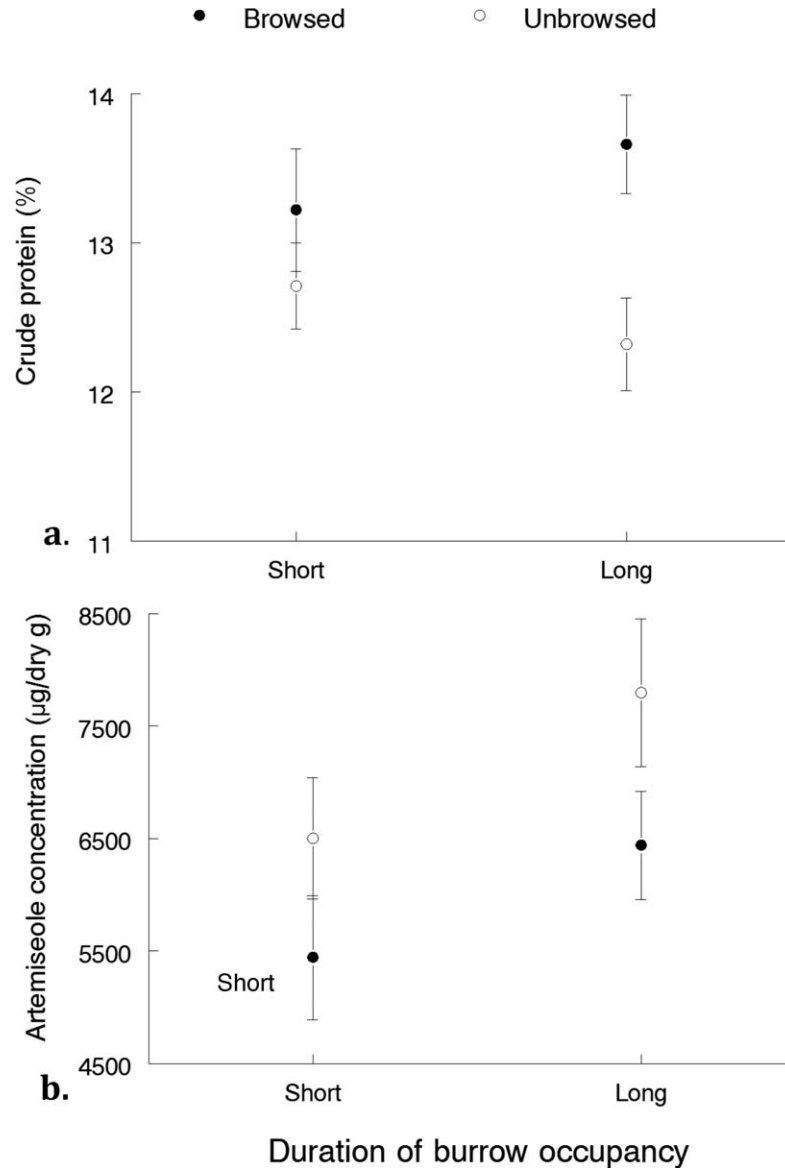 Browsed Unbrowsed
14
13
12
11
Crude protein (%)
a.
Short Long
8500
7500
6500
5500
4500
Artemiseole concentration (µg/dry g)
Short
b.
Short Long
Duration of burrow occupancy